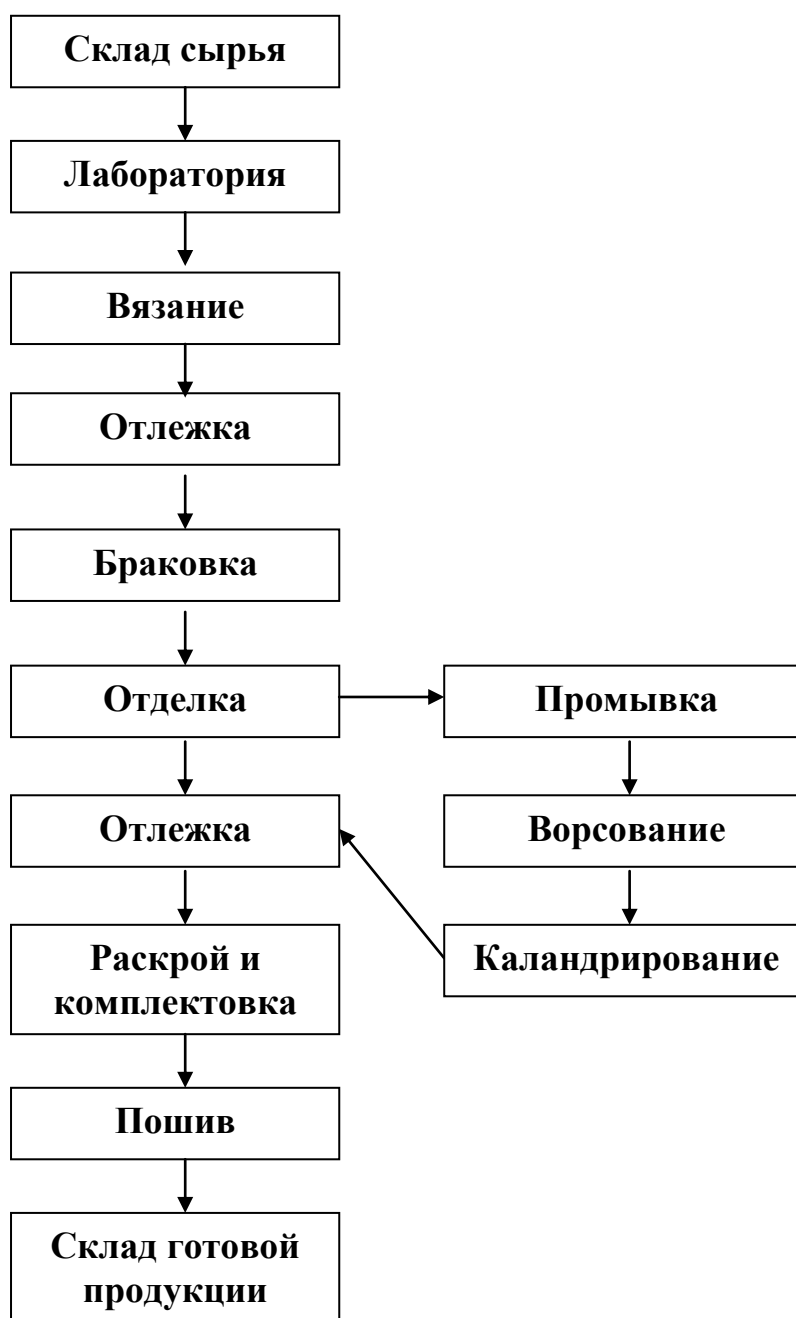 Склад сырья
Лаборатория
Вязание
Отлежка
Браковка
Отделка
Промывка
Отлежка
Ворсование
Раскрой и
комплектовка
Каландрирование
Пошив
Склад готовой
продукции